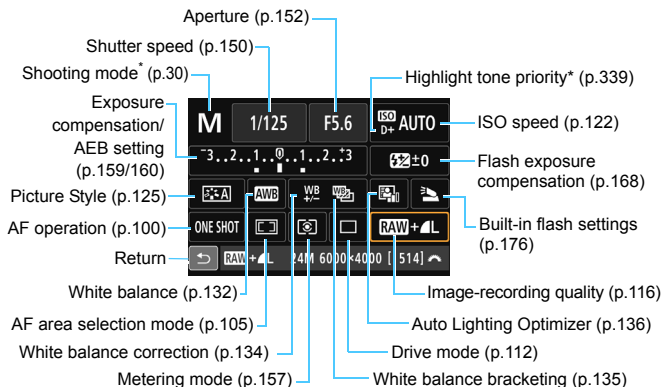 Aperture (p.152)
Shutter speed (p.150)
Shooting mode* (p.30)
Highlight tone priority* (p.339)
Exposure
compensation/
AEB setting
(p.159/160)
M 1/125 F5.6 ISO D+ AUTO
ISO speed (p.122)
-3..2..1..0..1..2..+3
±0
Flash exposure
compensation (p.168)
Picture Style (p.125)
A AWB WB +/- WB
Built-in flash settings
(p.176)
AF operation (p.100)
ONE SHOT RAW+L
Return
RAW+L 24M 6000×4000 [ 514]
White balance (p.132)
Image-recording quality (p.116)
AF area selection mode (p.105)
Auto Lighting Optimizer (p.136)
White balance correction (p.134)
Drive mode (p.112)
Metering mode (p.157)
White balance bracketing (p.135)